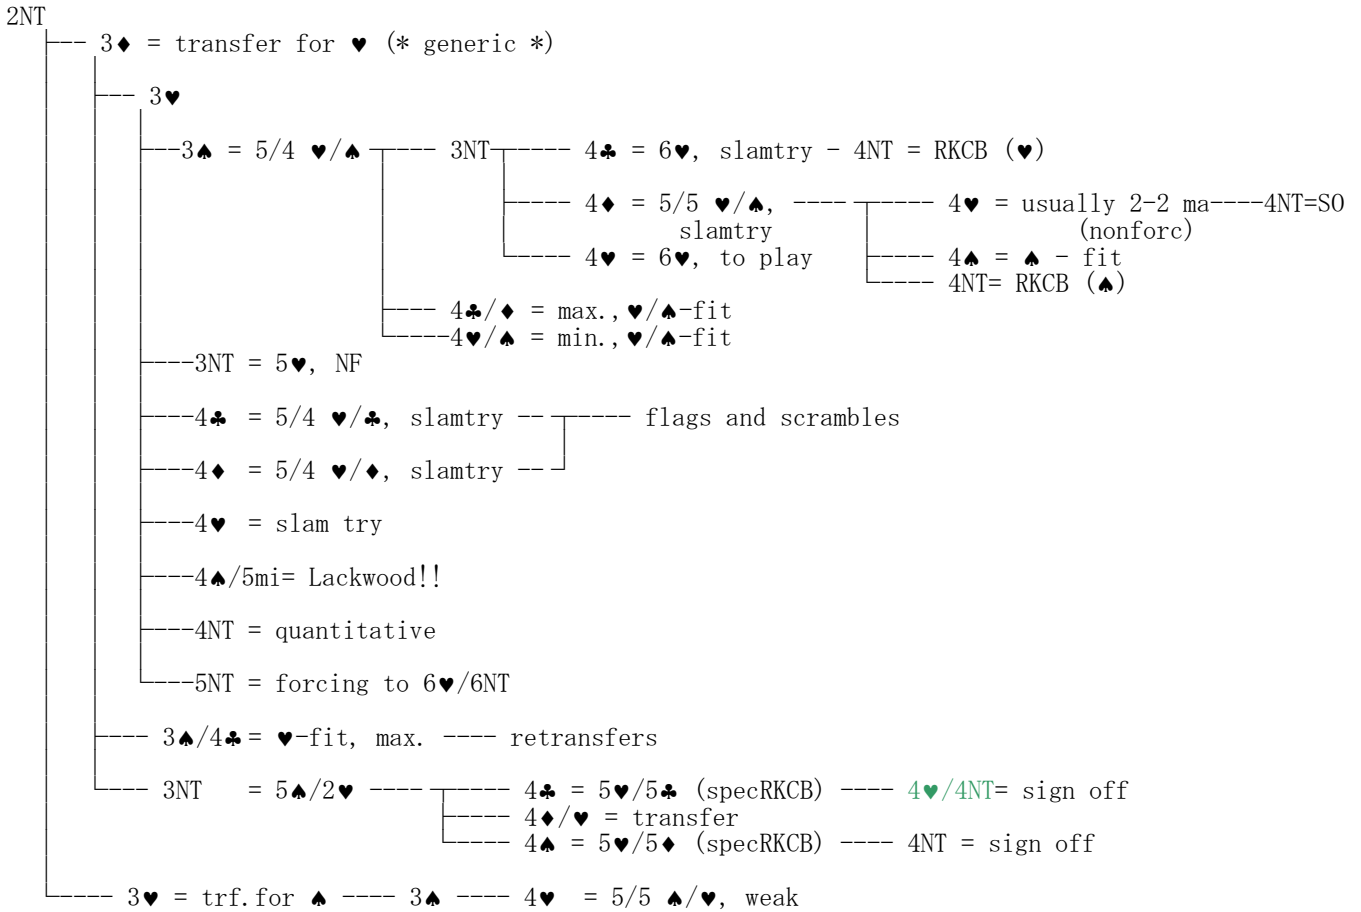 2NT
3♦ = transfer for ♥ (* generic *)
3♥
3♠ = 5/4 ♥/♠ 3NT 4♣ = 6♥, slamtry - 4NT = RKCB (♥)
4♦ = 5/5 ♥/♠, 4♥ = usually 2-2 ma----4NT=SO
slamtry (nonforc)
4♥ = 6♥, to play 4♠ = ♠ - fit
4NT= RKCB (♠)
4♣/♦ = max.,♥/♠-fit
4♥/♠ = min.,♥/♠-fit
3NT = 5♥, NF
4♣ = 5/4 ♥/♣, slamtry -- flags and scrambles
4♦ = 5/4 ♥/♦, slamtry --
4♥ = slam try
4♠/5mi= Lackwood!!
4NT = quantitative
5NT = forcing to 6♥/6NT
3♠/4♣= ♥-fit, max. ---- retransfers
3NT = 5♠/2♥ ---- 4♣ = 5♥/5♣ (specRKCB) ---- 4♥/4NT= sign off
4♦/♥ = transfer
4♠ = 5♥/5♦ (specRKCB) ---- 4NT = sign off
3♥ = trf.for ♠ ---- 3♠ ---- 4♥ = 5/5 ♠/♥, weak